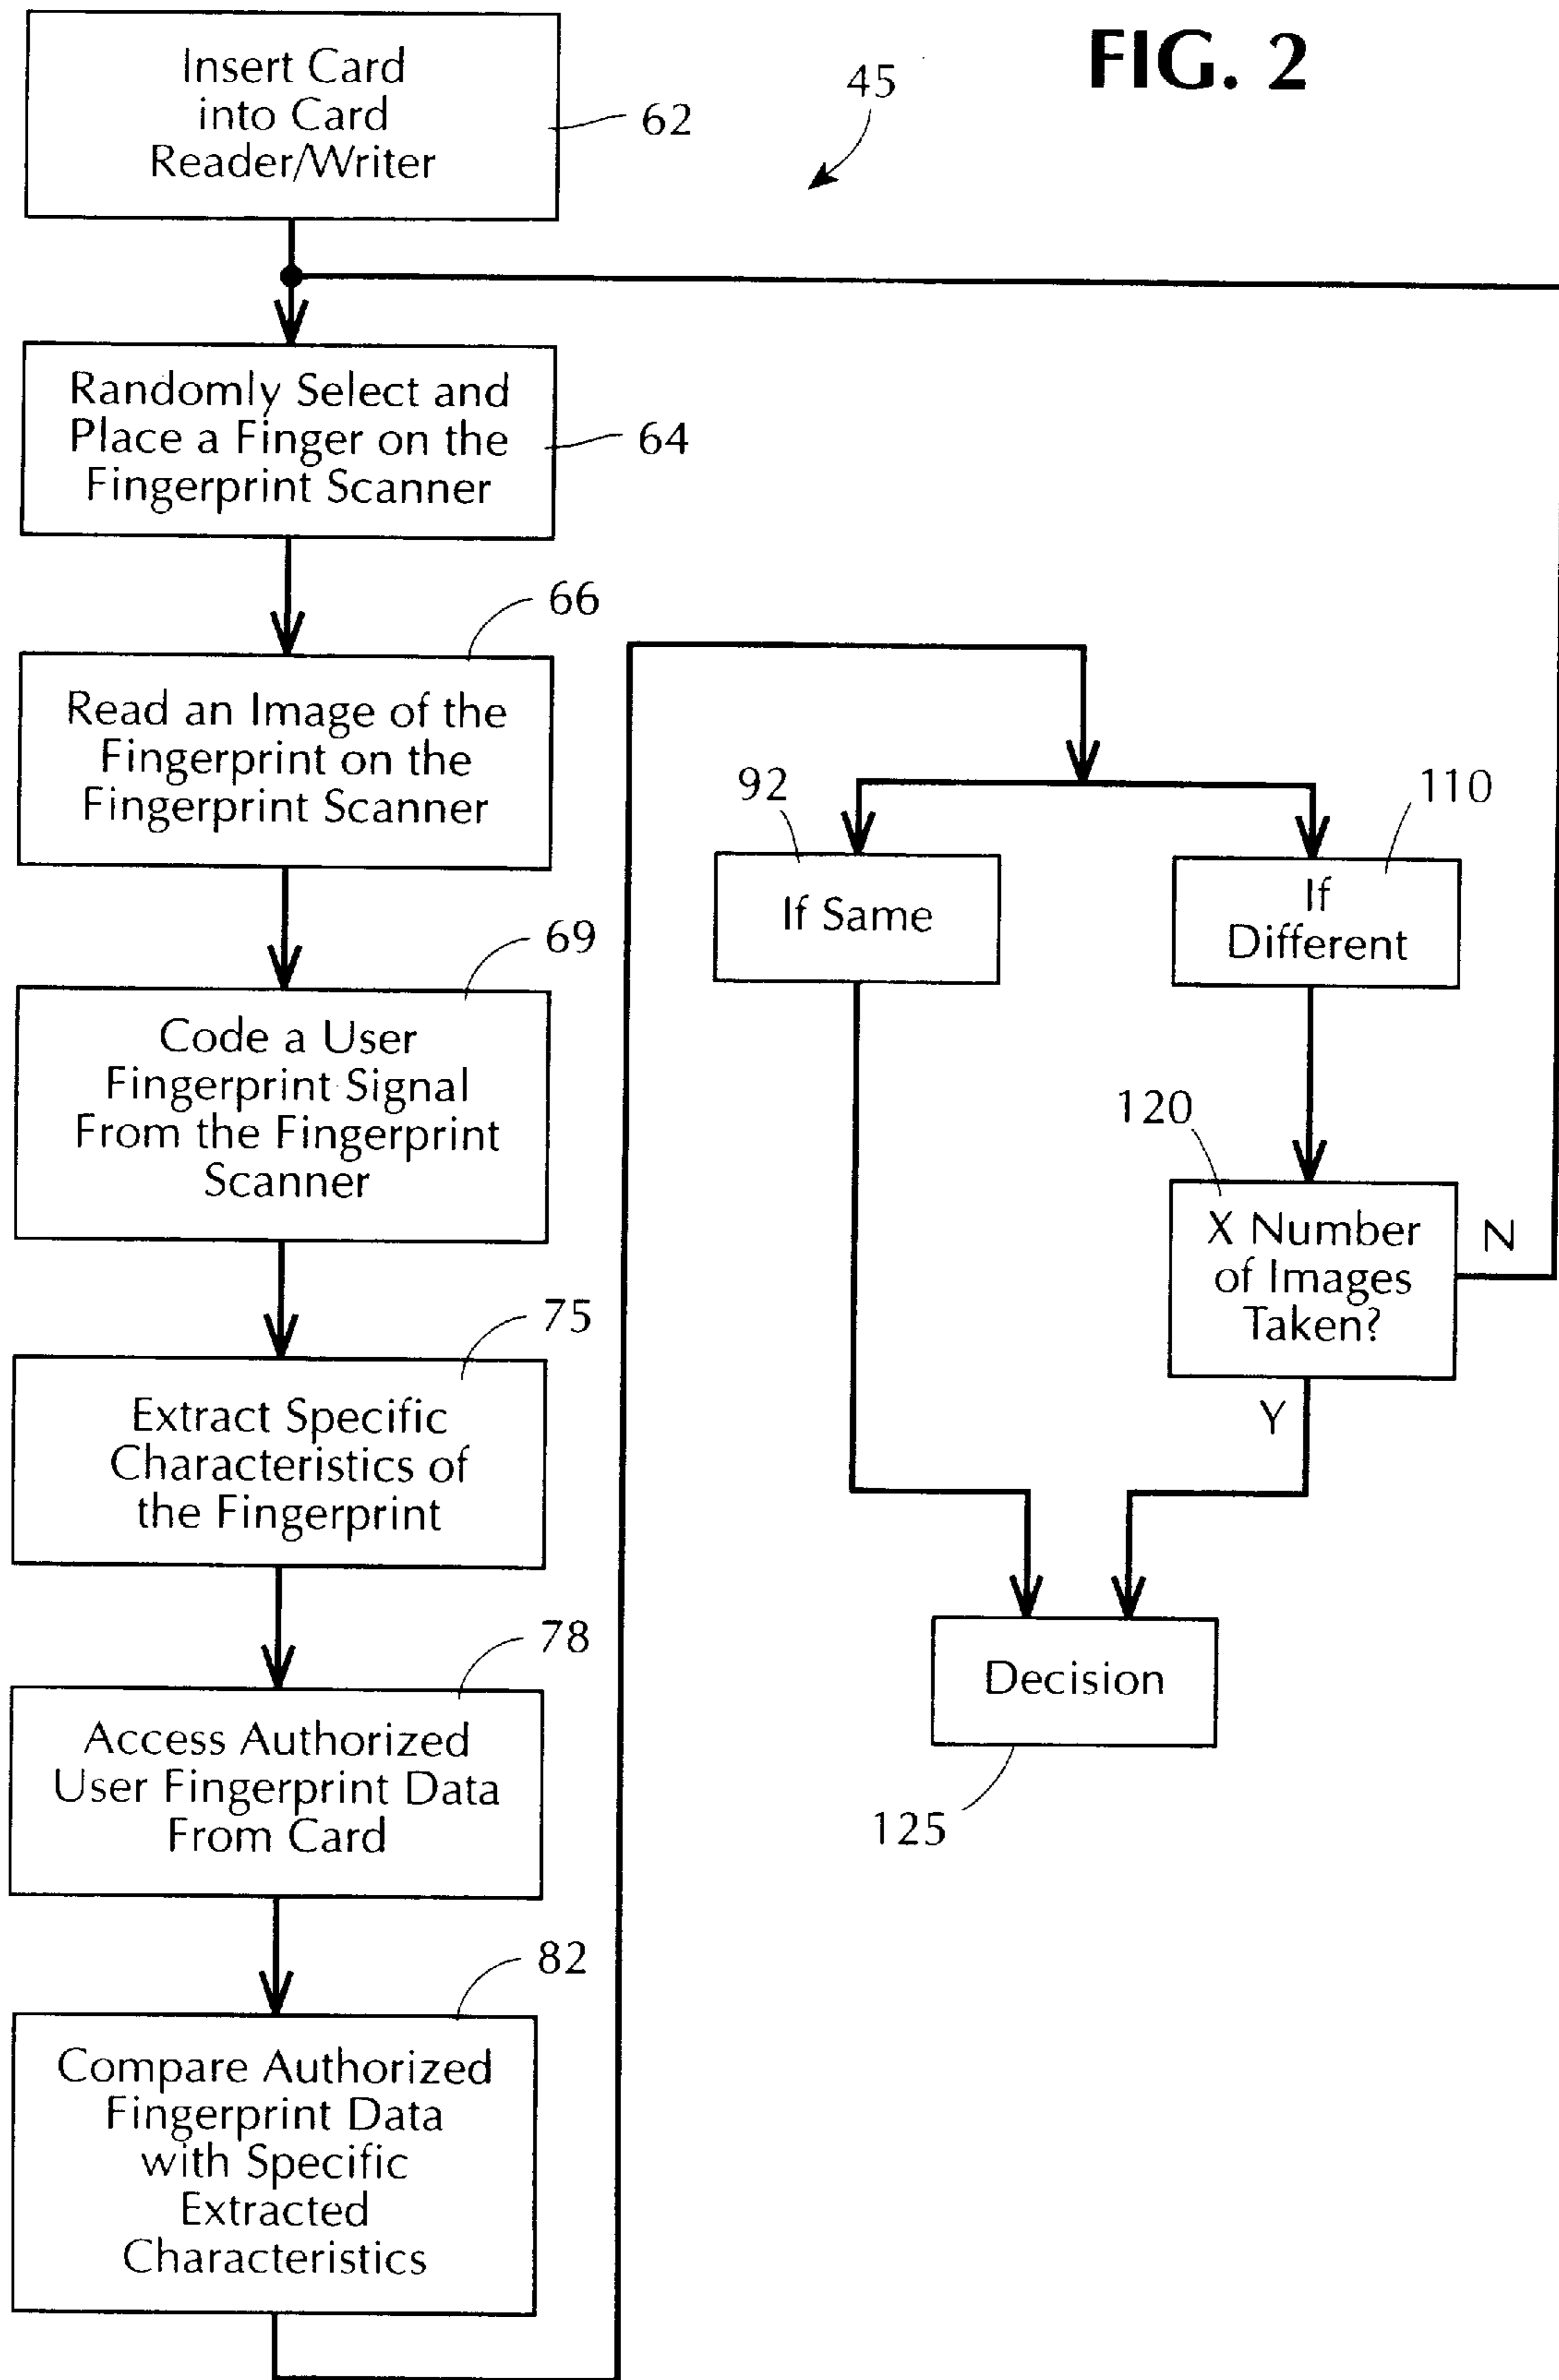 FIG. 2
45
Insert Card
into Card
Reader/Writer
62
Randomly Select and
Place a Finger on the
Fingerprint Scanner
64
66
Read an Image of the
Fingerprint on the
Fingerprint Scanner
69
Code a User
Fingerprint Signal
From the Fingerprint
Scanner
75
Extract Specific
Characteristics of
the Fingerprint
78
Access Authorized
User Fingerprint Data
From Card
82
Compare Authorized
Fingerprint Data
with Specific
Extracted
Characteristics
92
If Same
110
If
Different
120
X Number
of Images
Taken?
N
Y
Decision
125